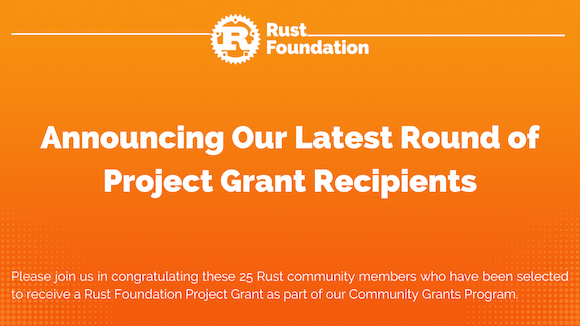 Rust
Foundation
Announcing Our Latest Round of
Project Grant Recipients
Please join us in congratulating these 25 Rust community members who have been selected
to receive a Rust Foundation Project Grant as part of our Community Grants Program.